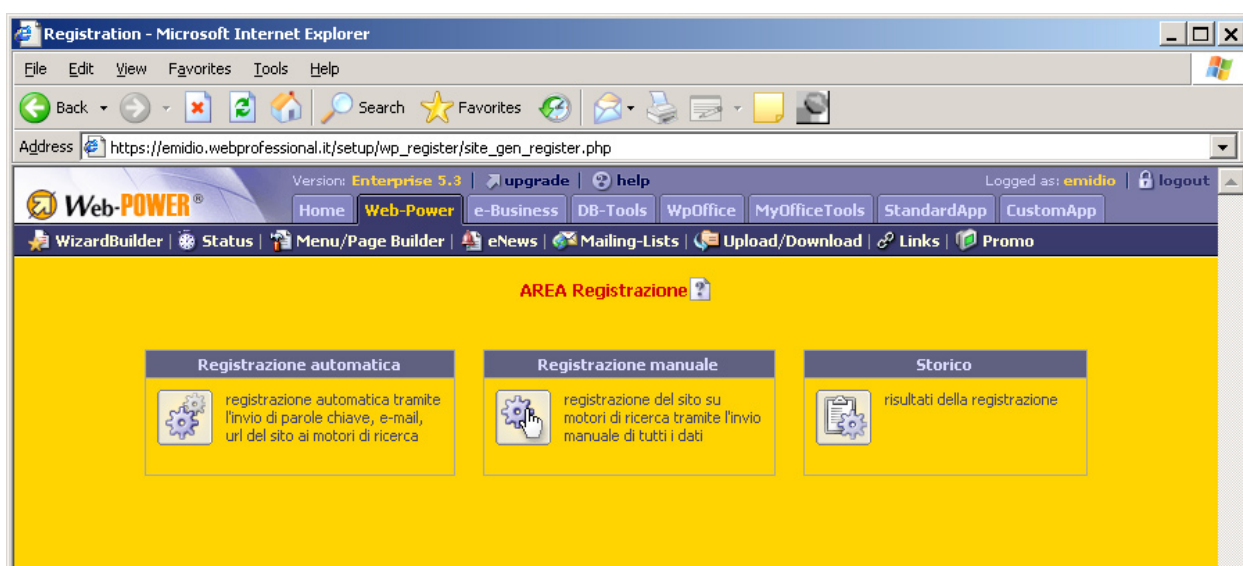 Registration - Microsoft Internet Explorer
File Edit View Favorites Tools Help
Back Search Favorites
Address https://emidio.webprofessional.it/setup/wp_register/site_gen_register.php
Version: Enterprise 5.3 | upgrade | help Logged as: emidio | logout
Web-POWER®
Home Web-Power e-Business DB-Tools WpOffice MyOfficeTools StandardApp CustomApp
WizardBuilder | Status | Menu/Page Builder | eNews | Mailing-Lists | Upload/Download | Links | Promo
AREA Registrazione ?
Registrazione automatica
registrazione automatica tramite
l'invio di parole chiave, e-mail,
url del sito ai motori di ricerca
Registrazione manuale
registrazione del sito su
motori di ricerca tramite l'invio
manuale di tutti i dati
Storico
risultati della registrazione